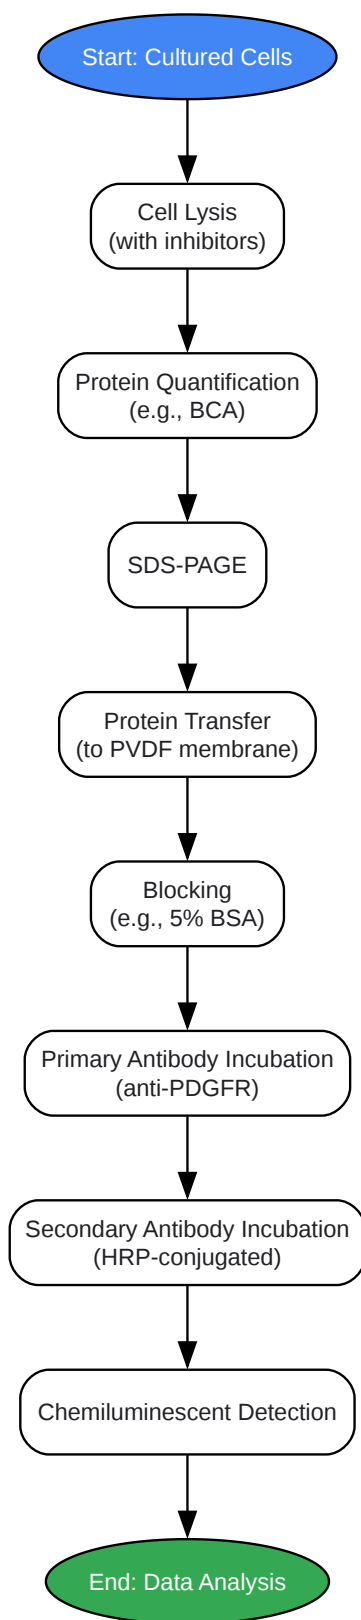 Start: Cultured Cells
Cell Lysis
(with inhibitors)
Protein Quantification
(e.g., BCA)
SDS-PAGE
Protein Transfer
(to PVDF membrane)
Blocking
(e.g., 5% BSA)
Primary Antibody Incubation
(anti-PDGFR)
Secondary Antibody Incubation
(HRP-conjugated)
Chemiluminescent Detection
End: Data Analysis